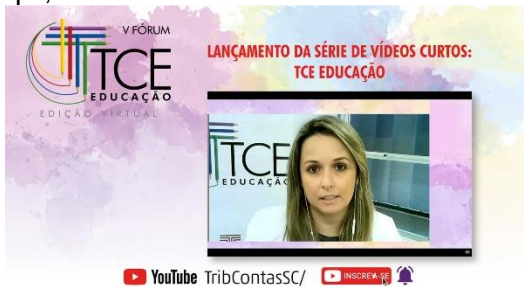 V FÓRUM
TCE
EDUCAÇÃO
EDIÇÃO VIRTUAL
LANÇAMENTO DA SÉRIE DE VÍDEOS CURTOS:
TCE EDUCAÇÃO
TCE
EDUCAÇÃO
YouTube TribContasSC/
INSCREVA-SE